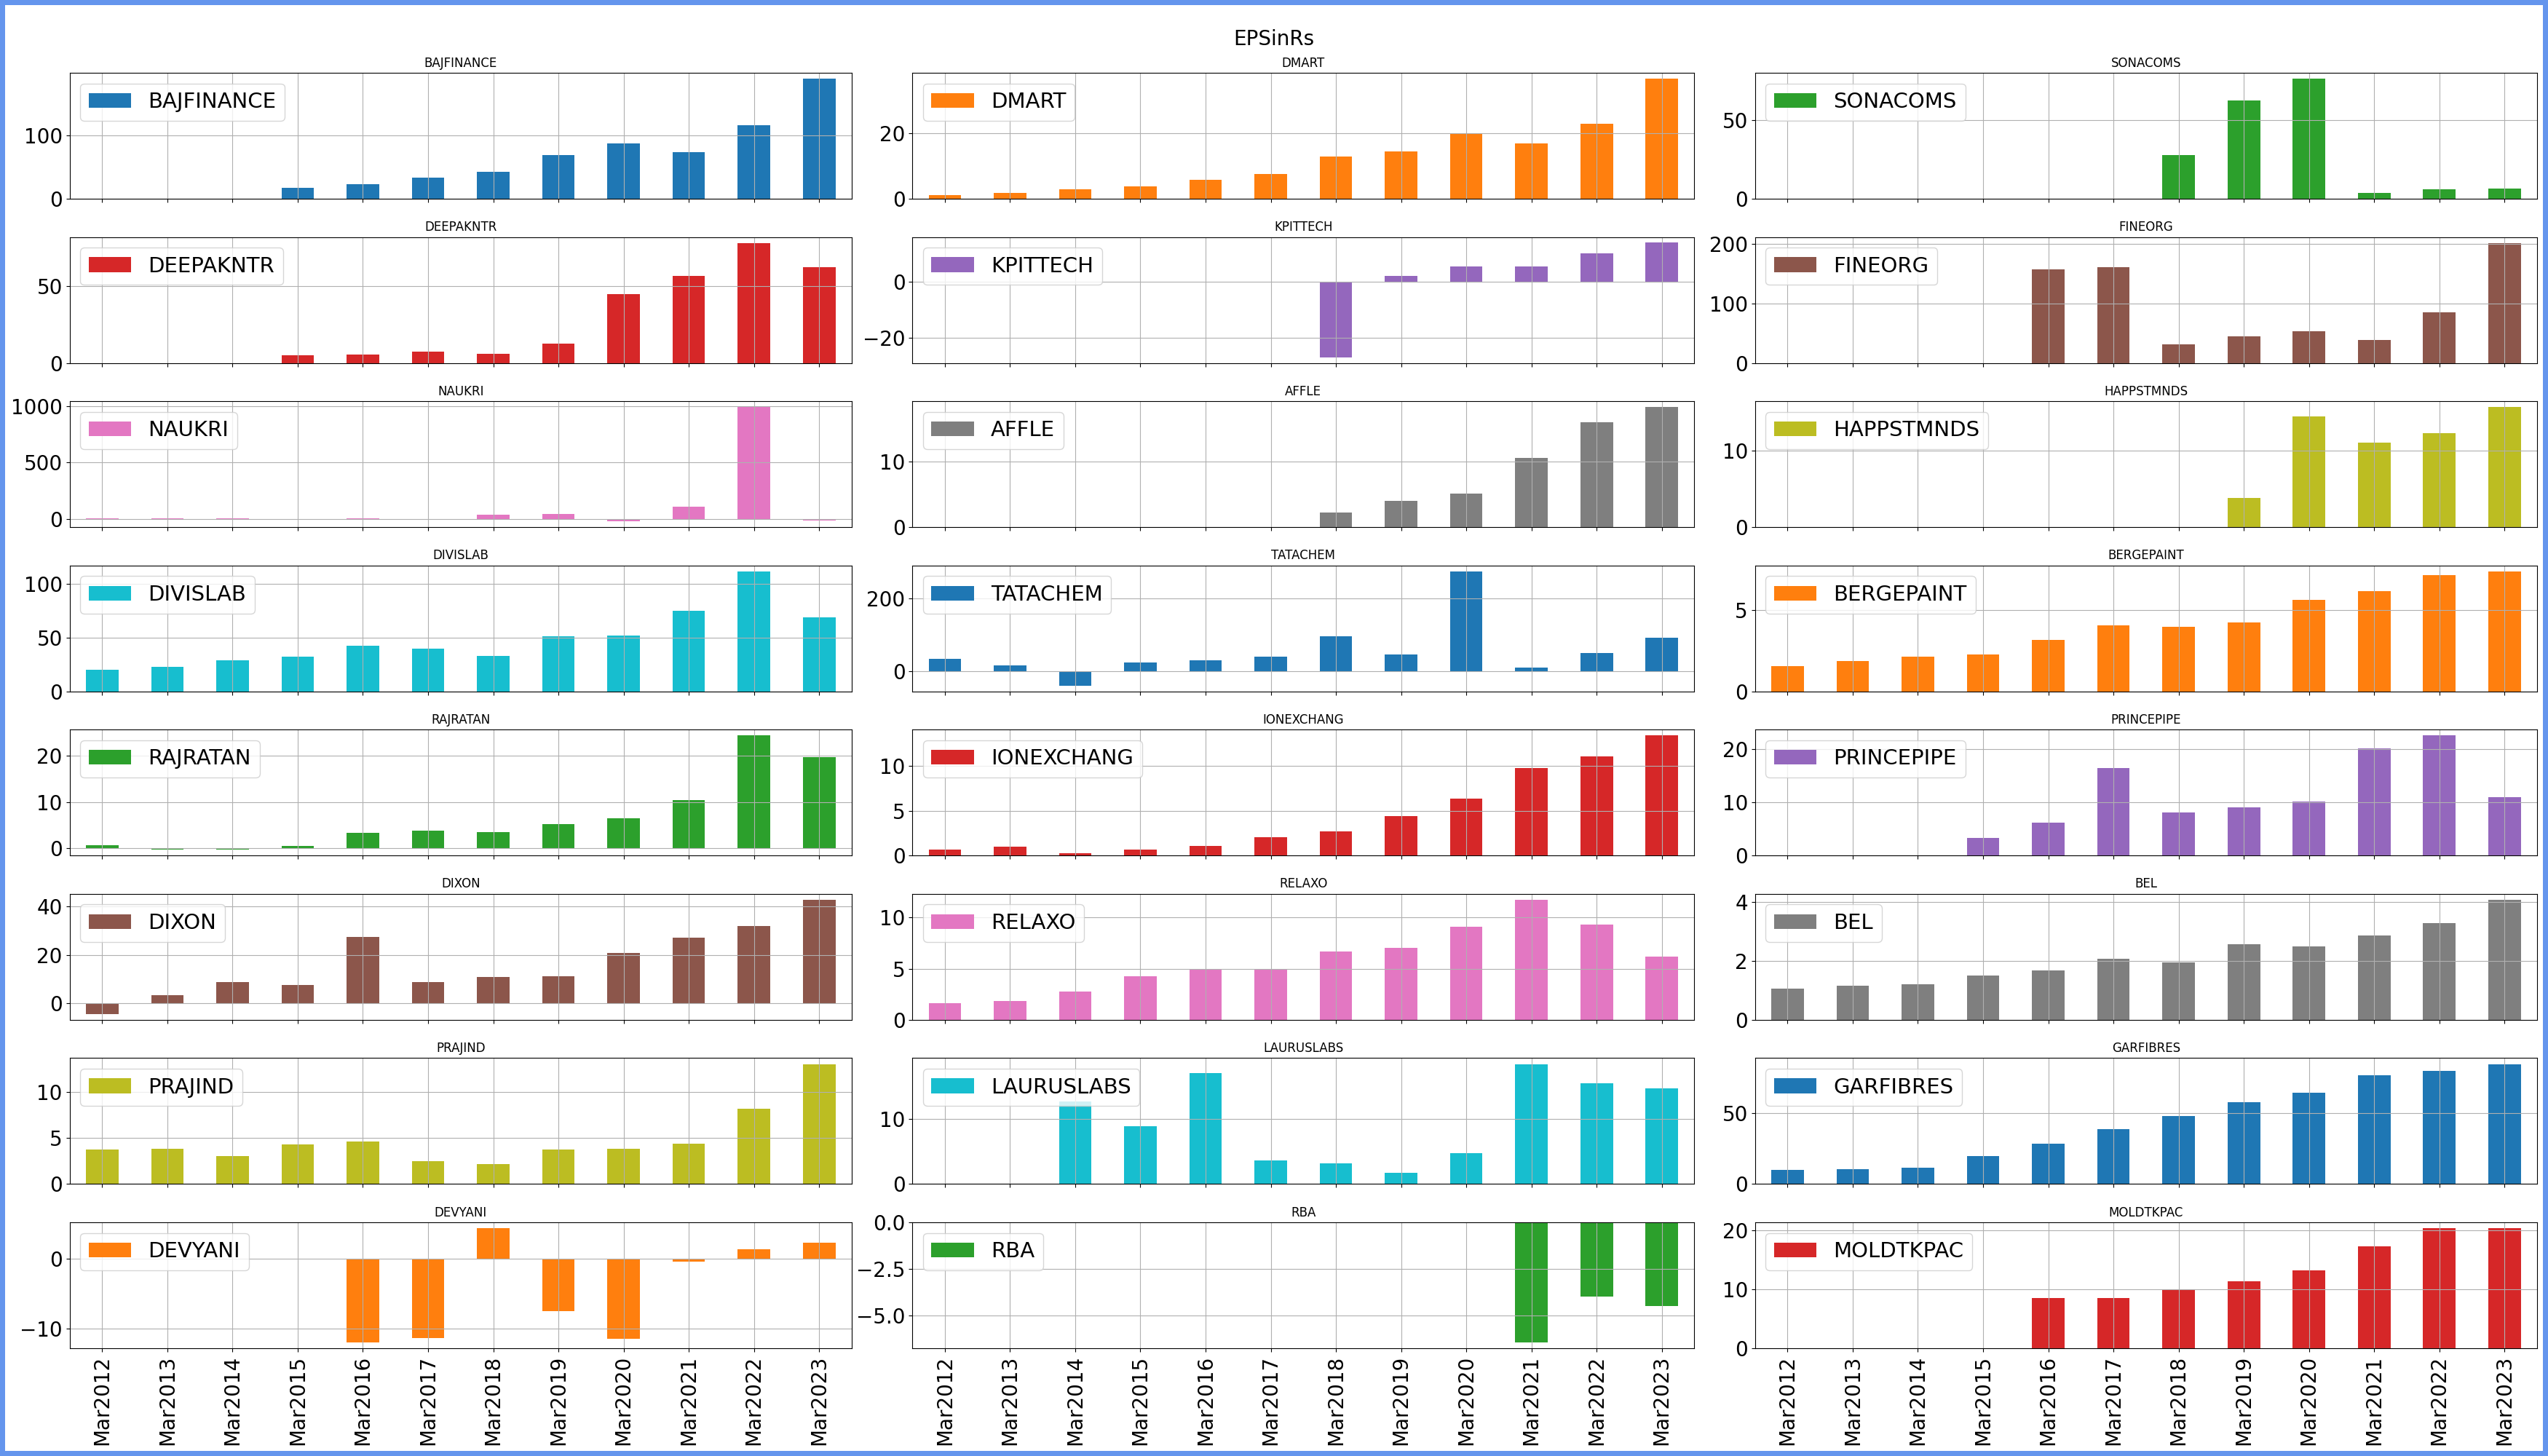 EPSinRs
BAJFINANCE
BAJFINANCE
100
0
DMART
DMART
20
0
SONACOMS
SONACOMS
50
0
DEEPAKNTR
DEEPAKNTR
50
0
KPITTECH
KPITTECH
0
−20
FINEORG
FINEORG
200
100
0
NAUKRI
NAUKRI
1000
500
0
AFFLE
AFFLE
10
0
HAPPSTMNDS
HAPPSTMNDS
10
0
DIVISLAB
DIVISLAB
100
50
0
TATACHEM
TATACHEM
200
0
BERGEPAINT
BERGEPAINT
5
0
RAJRATAN
RAJRATAN
20
10
0
IONEXCHANG
IONEXCHANG
10
5
0
PRINCEPIPE
PRINCEPIPE
20
10
0
DIXON
DIXON
40
20
0
RELAXO
RELAXO
10
5
0
BEL
BEL
4
2
0
PRAJIND
PRAJIND
10
5
0
LAURUSLABS
LAURUSLABS
10
0
GARFIBRES
GARFIBRES
50
0
DEVYANI
DEVYANI
0
−10
Mar2012
Mar2013
Mar2014
Mar2015
Mar2016
Mar2017
Mar2018
Mar2019
Mar2020
Mar2021
Mar2022
Mar2023
RBA
RBA
0.0
−2.5
−5.0
Mar2012
Mar2013
Mar2014
Mar2015
Mar2016
Mar2017
Mar2018
Mar2019
Mar2020
Mar2021
Mar2022
Mar2023
MOLDTKPAC
MOLDTKPAC
20
10
0
Mar2012
Mar2013
Mar2014
Mar2015
Mar2016
Mar2017
Mar2018
Mar2019
Mar2020
Mar2021
Mar2022
Mar2023